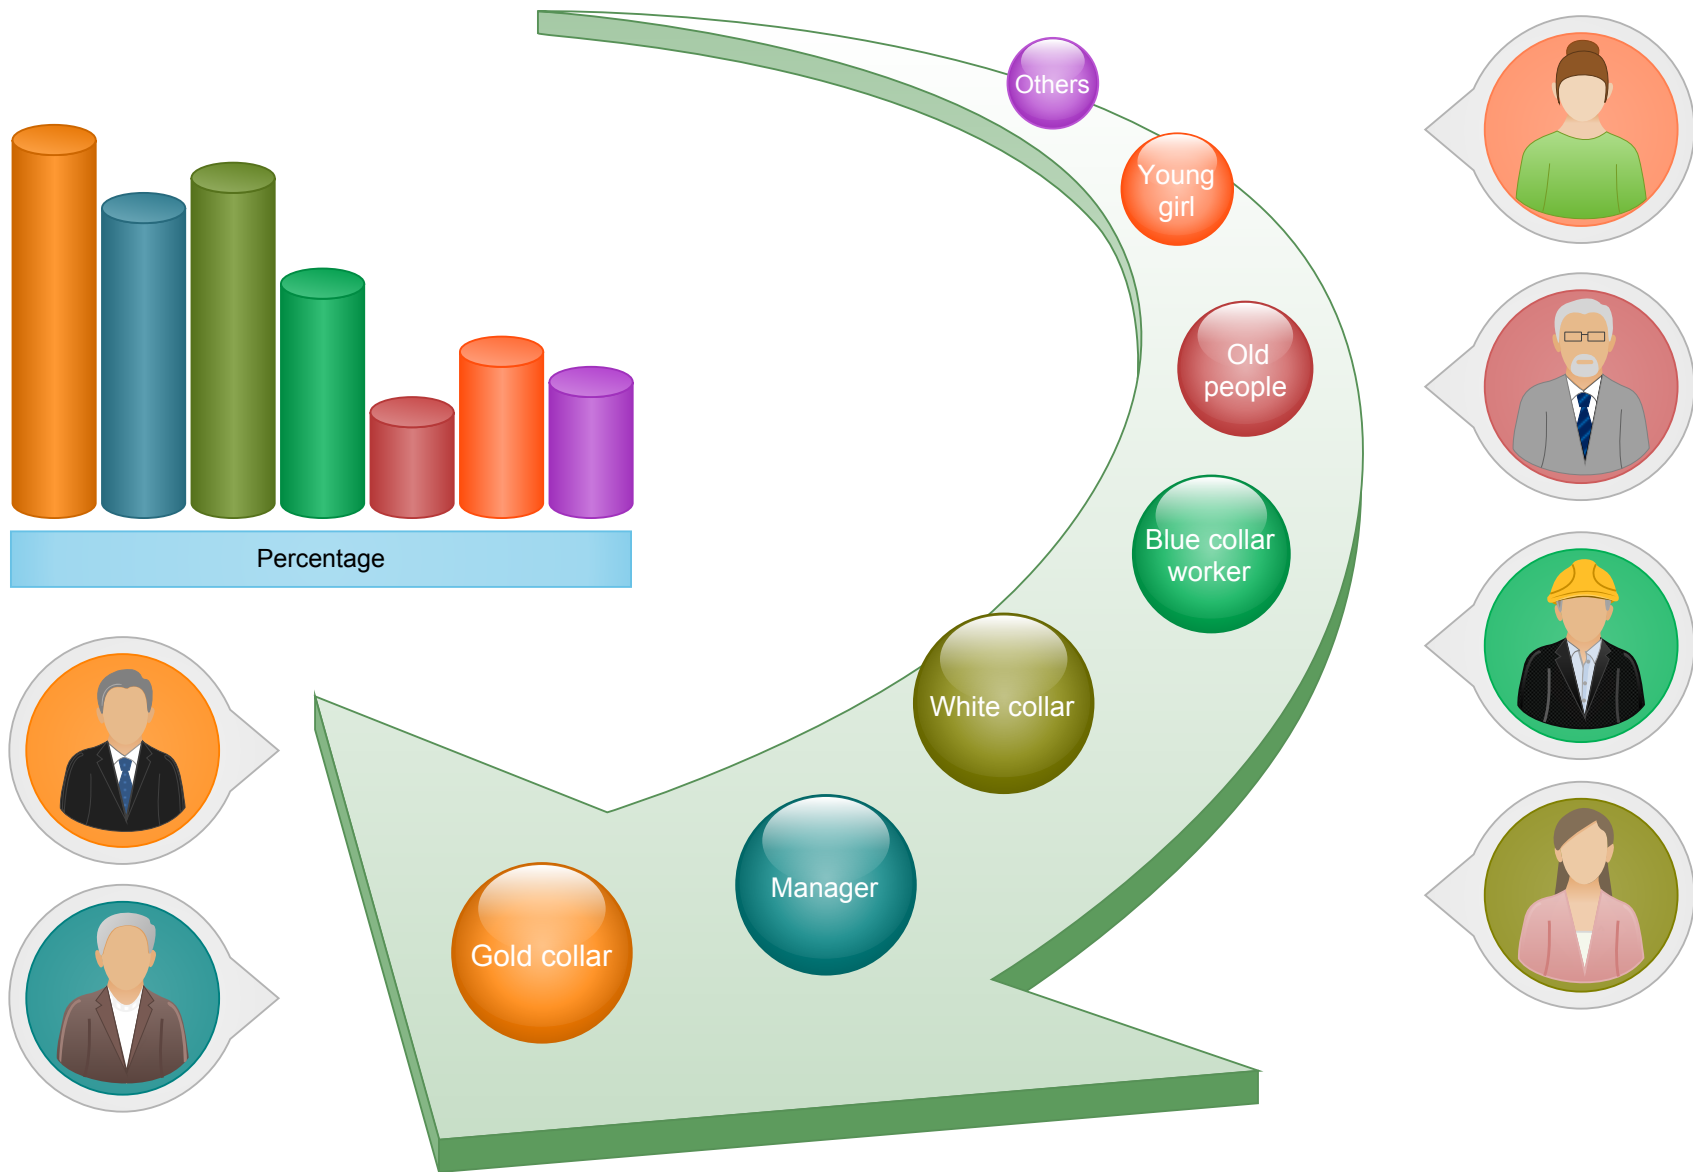 Others
Young
girl
Old
people
Blue collar
worker
Percentage
White collar
Manager
Gold collar